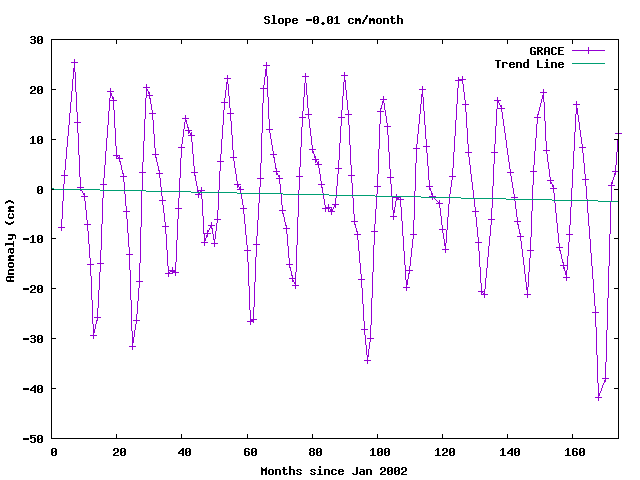 Slope -0.01 cm/month
GRACE
Trend Line
30
20
10
0
-10
-20
-30
-40
-50
Anomaly (cm)
0 20 40 60 80 100 120 140 160
Months since Jan 2002